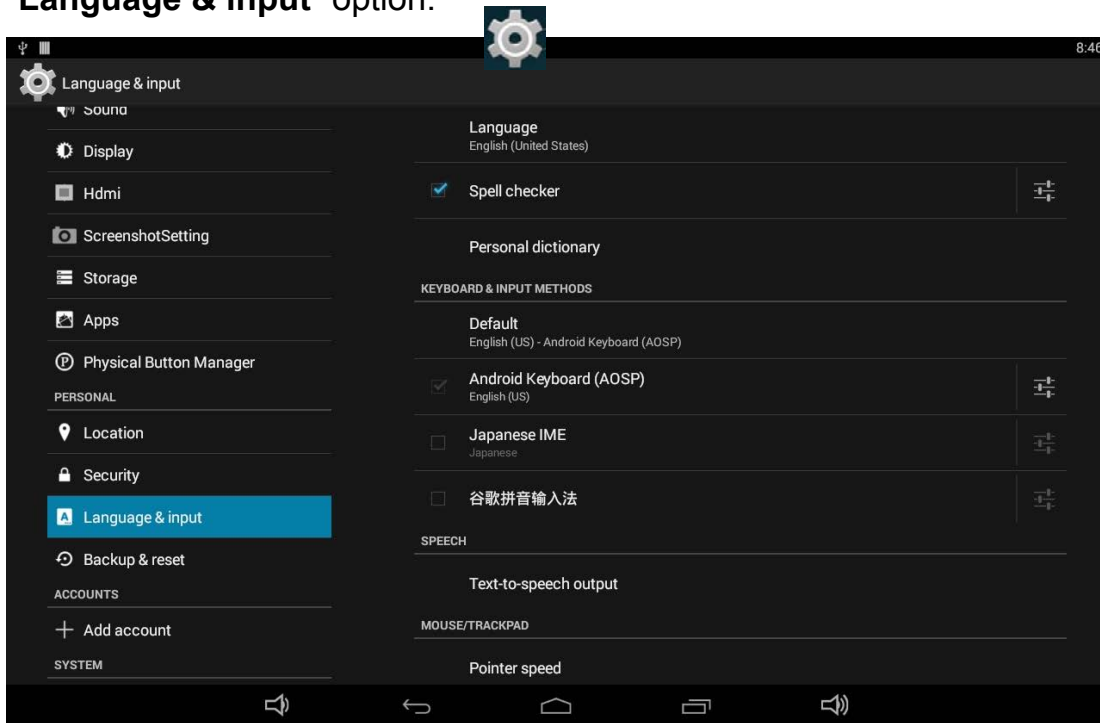 Language & input" option.
8:46
Language & input
Sound
Display
Hdmi
ScreenshotSetting
Storage
Apps
Physical Button Manager
PERSONAL
Location
Security
Language & input
Backup & reset
ACCOUNTS
Add account
SYSTEM
Language
English (United States)
Spell checker
Personal dictionary
KEYBOARD & INPUT METHODS
Default
English (US) - Android Keyboard (AOSP)
Android Keyboard (AOSP)
English (US)
Japanese IME
Japanese
谷歌拼音输入法
SPEECH
Text-to-speech output
MOUSE/TRACKPAD
Pointer speed